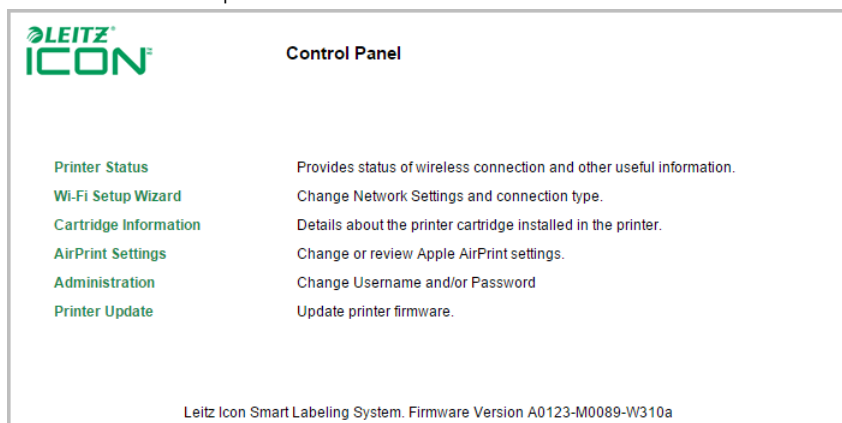 LEITZ®
ICON™
Control Panel
Printer Status Provides status of wireless connection and other useful information.
Wi-Fi Setup Wizard Change Network Settings and connection type.
Cartridge Information Details about the printer cartridge installed in the printer.
AirPrint Settings Change or review Apple AirPrint settings.
Administration Change Username and/or Password
Printer Update Update printer firmware.
Leitz Icon Smart Labeling System. Firmware Version A0123-M0089-W310a